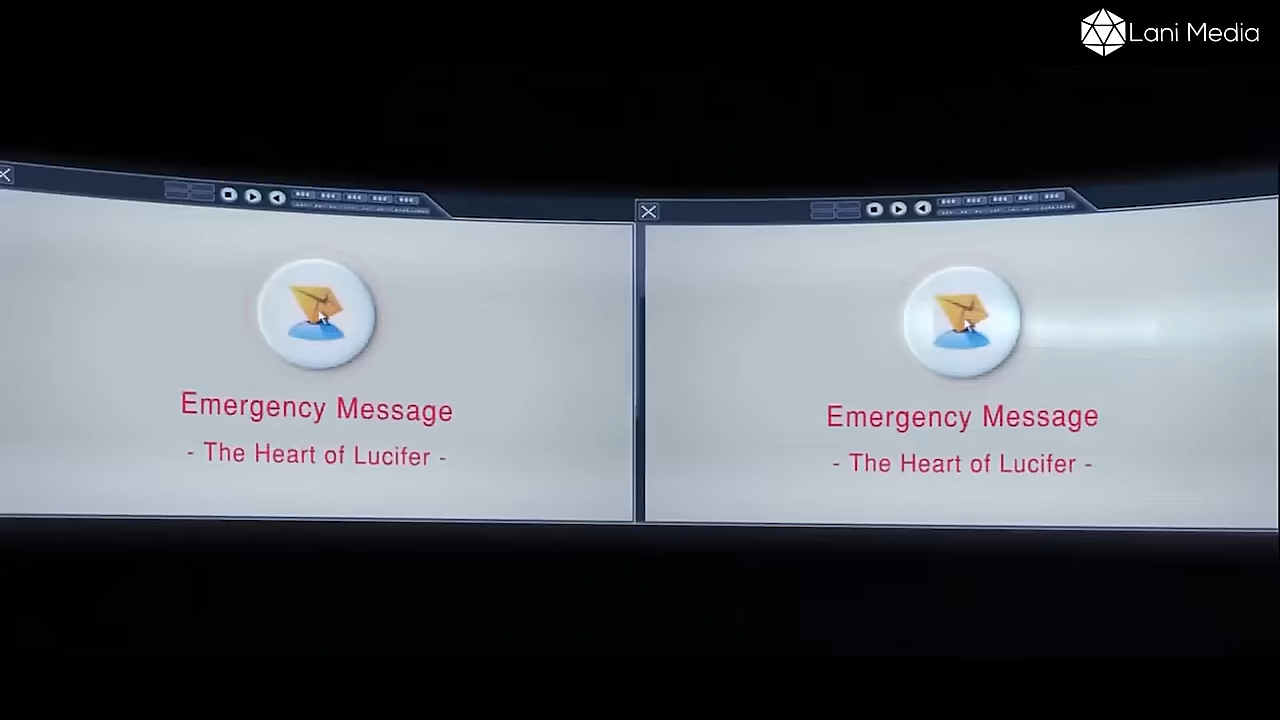 Lani Media
Emergency Message
- The Heart of Lucifer -
Emergency Message
- The Heart of Lucifer -